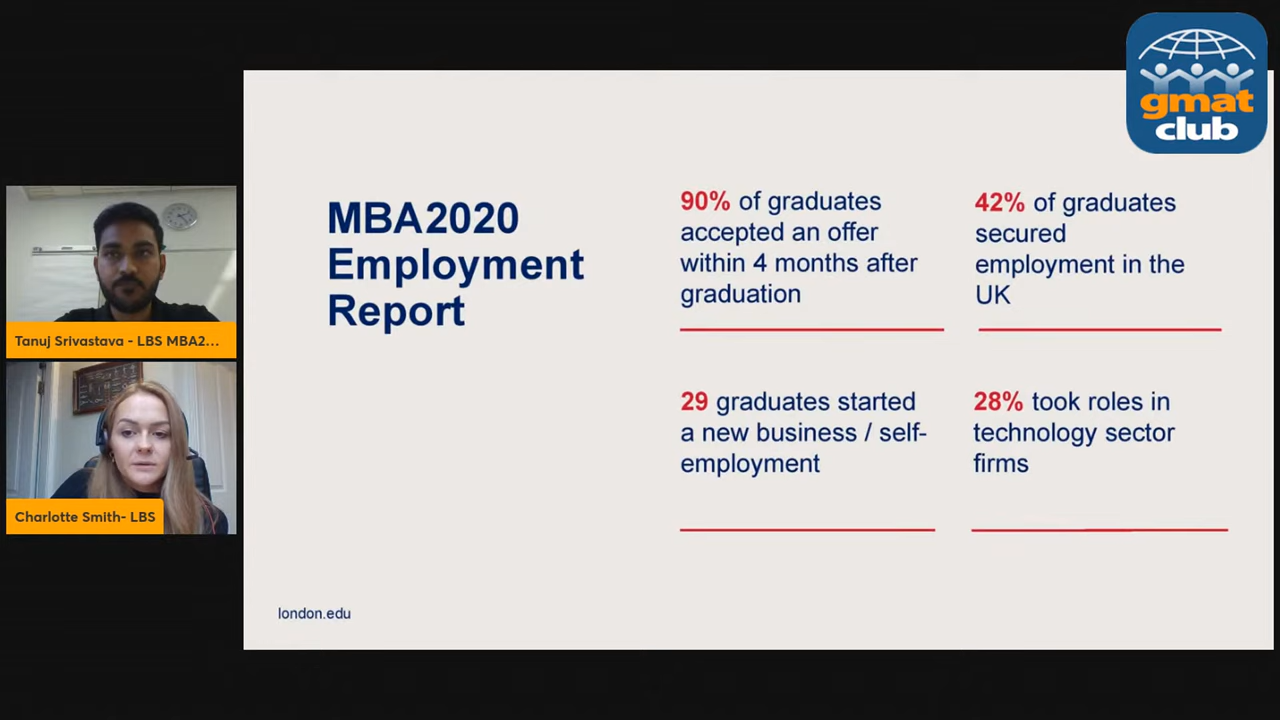 gmat
club
MBA2020
Employment
Report
90% of graduates
accepted an offer
within 4 months after
graduation
42% of graduates
secured
employment in the
UK
29 graduates started
a new business / self-
employment
28% took roles in
technology sector
firms
london.edu
Tanuj Srivastava - LBS MBA2...
Charlotte Smith- LBS